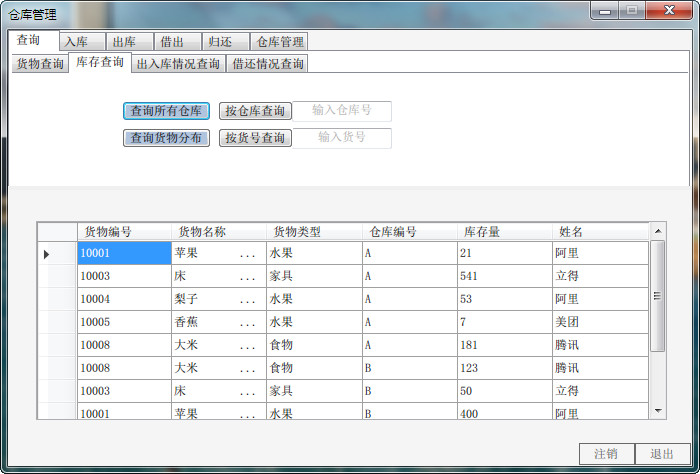 仓库管理
查询 入库 出库 借出 归还 仓库管理
货物查询 库存查询 出入库情况查询 借还情况查询
查询所有仓库 按仓库查询 输入仓库号
查询货物分布 按货号查询 输入货号
货物编号 货物名称 货物类型 仓库编号 库存量 姓名
10001 苹果 ... 水果 A 21 阿里
10003 床 ... 家具 A 541 立得
10004 梨子 ... 水果 A 53 阿里
10005 香蕉 ... 水果 A 7 美团
10008 大米 ... 食物 A 181 腾讯
10008 大米 ... 食物 B 123 腾讯
10003 床 ... 家具 B 50 立得
10001 苹果 ... 水果 B 400 阿里
注销 退出